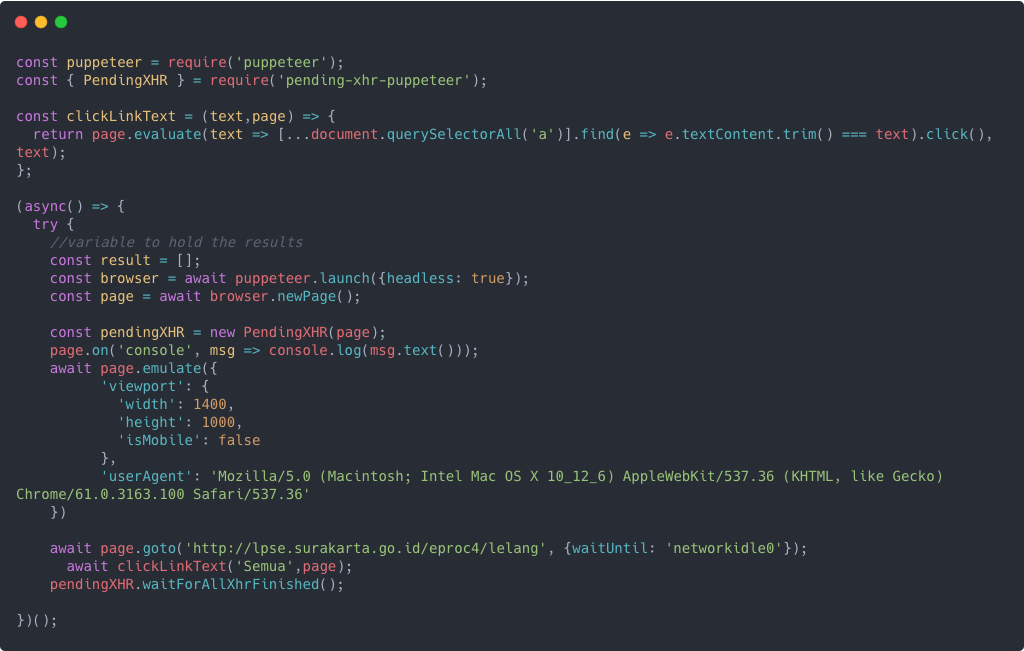 const puppeteer = require('puppeteer');
const { PendingXHR } = require('pending-xhr-puppeteer');
const clickLinkText = (text,page) => {
  return page.evaluate(text => [...document.querySelectorAll('a')].find(e => e.textContent.trim() === text).click(),
text);
};
(async() => {
  try {
    //variable to hold the results
    const result = [];
    const browser = await puppeteer.launch({headless: true});
    const page = await browser.newPage();
    const pendingXHR = new PendingXHR(page);
    page.on('console', msg => console.log(msg.text()));
    await page.emulate({
          'viewport': {
            'width': 1400,
            'height': 1000,
            'isMobile': false
          },
          'userAgent': 'Mozilla/5.0 (Macintosh; Intel Mac OS X 10_12_6) AppleWebKit/537.36 (KHTML, like Gecko)
Chrome/61.0.3163.100 Safari/537.36'
    })
    await page.goto('http://lpse.surakarta.go.id/eproc4/lelang', {waitUntil: 'networkidle0'});
      await clickLinkText('Semua',page);
    pendingXHR.waitForAllXhrFinished();
})();